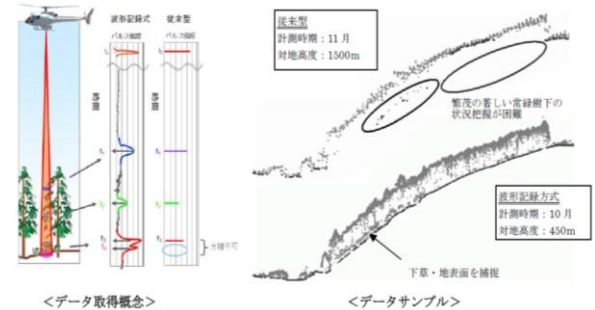 波形記録式
従来型
パルス強度
パルス強度
時間
時間
分離不可
<データ取得概念>
従来型
計測時期：11月
対地高度：1500m
繁茂の著しい常緑樹下の
状況把握が困難
波形記録方式
計測時期：10月
対地高度：450m
下草・地表面を捕捉
<データサンプル>